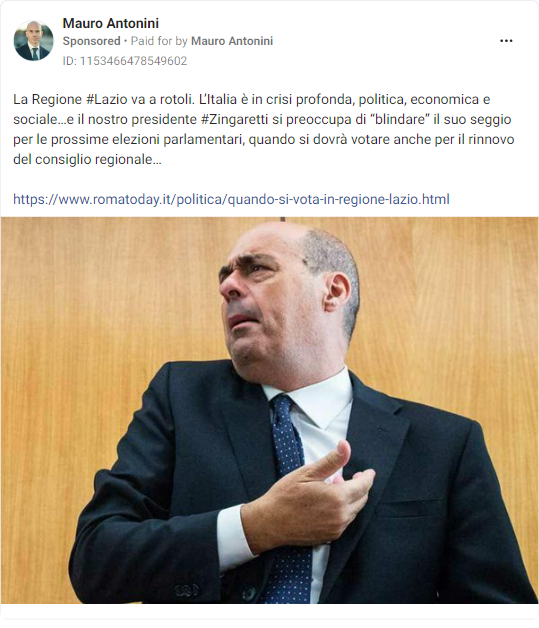 Mauro Antonini
Sponsored • Paid for by Mauro Antonini
ID: 1153466478549602
La Regione #Lazio va a rotoli. L'Italia è in crisi profonda, politica, economica e
sociale…e il nostro presidente #Zingaretti si preoccupa di “blindare” il suo seggio
per le prossime elezioni parlamentari, quando si dovrà votare anche per il rinnovo
del consiglio regionale…
https://www.romatoday.it/politica/quando-si-vota-in-regione-lazio.html